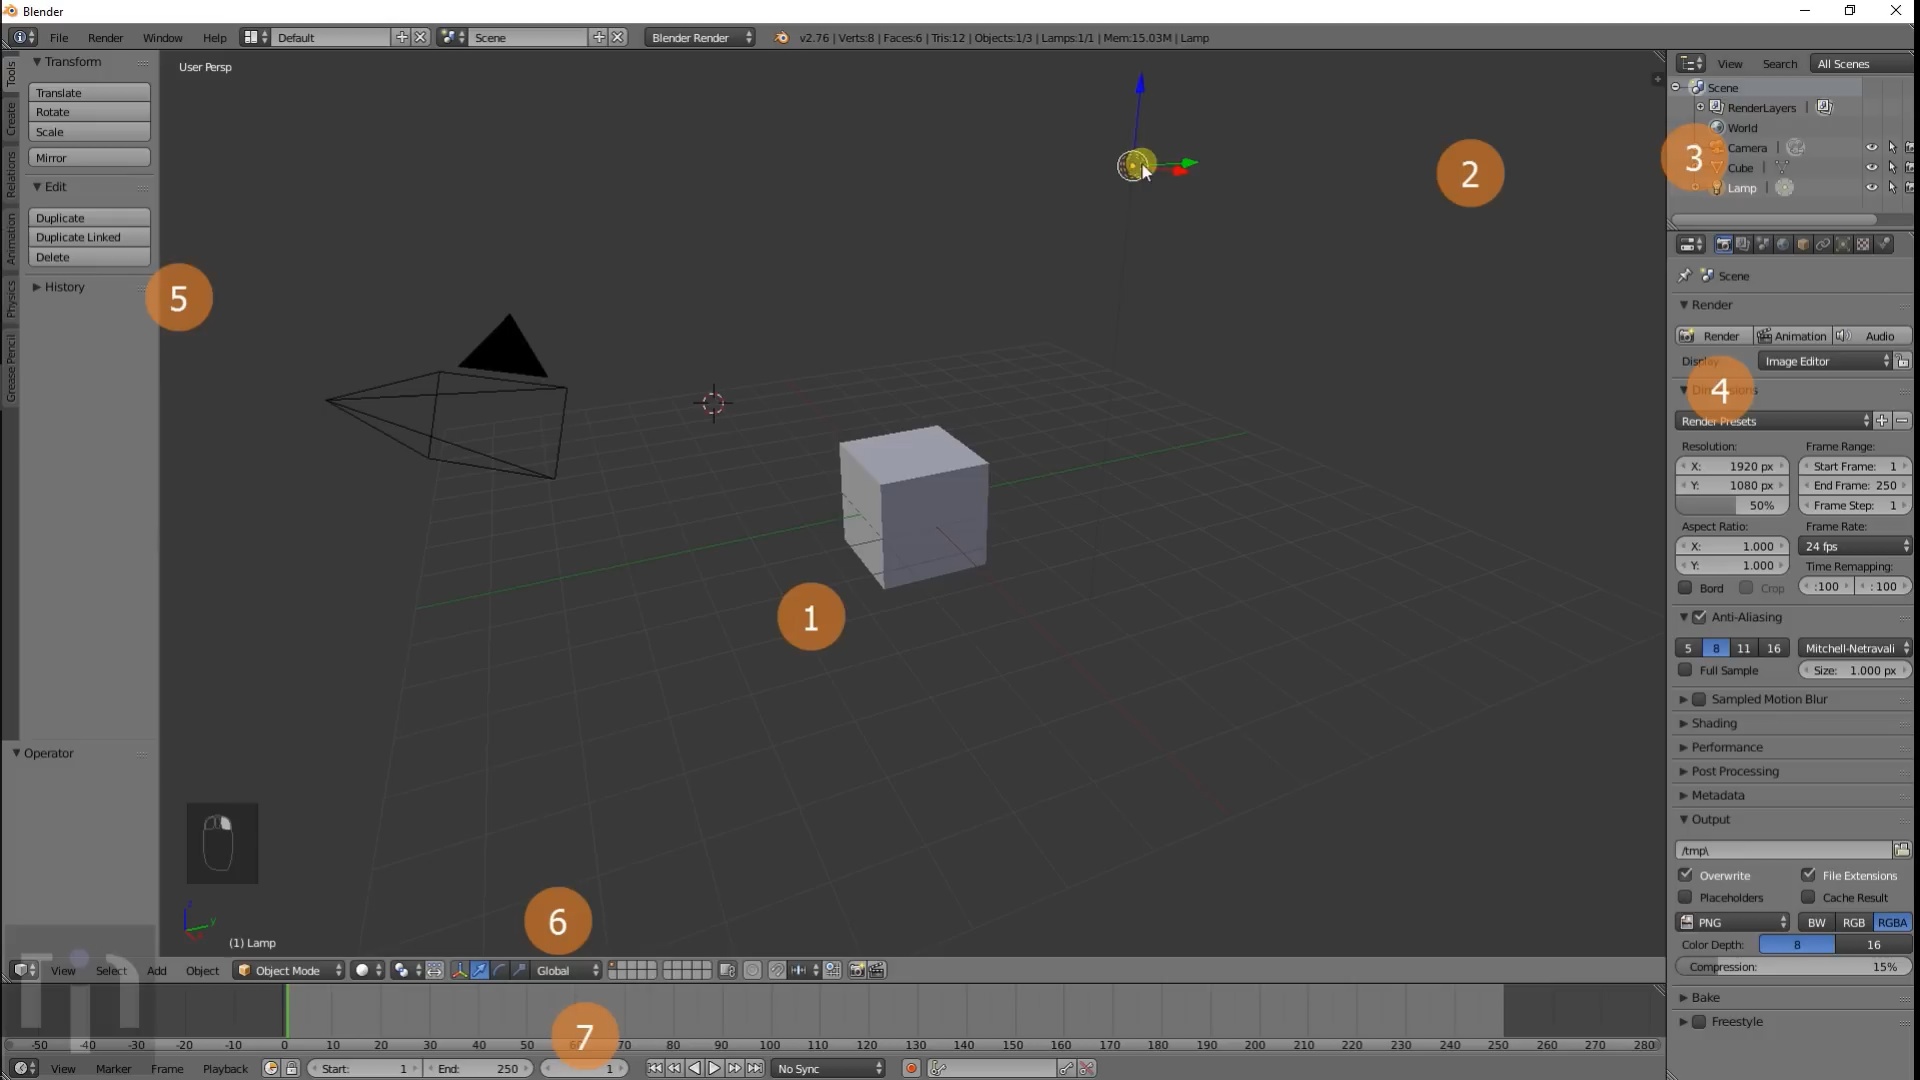 Blender
File Render Window Help Default Scene Blender Render v2.76 | Verts:8 | Faces:6 | Tris:12 | Objects:1/3 | Lamps:1/1 | Mem:15.03M | Lamp
Tools
Create
Relations
Animation
Physics
Grease Pencil
Transform
Translate
Rotate
Scale
Mirror
Edit
Duplicate
Duplicate Linked
Delete
History
Operator
User Persp
1
2
3
4
5
6
7
z
y
(1) Lamp
View Select Add Object Object Mode Global
-50 -40 -30 -20 -10 0 10 20 30 40 50 70 80 90 100 110 120 130 140 150 160 170 180 190 200 210 220 230 240 250 260 270 280
View Marker Frame Playback Start: 1 End: 250 1 No Sync
View Search All Scenes
Scene
RenderLayers
World
Camera
Cube
Lamp
Scene
Render
Render Animation Audio
Image Editor
Render Presets
Resolution: Frame Range:
X: 1920 px Start Frame: 1
Y: 1080 px End Frame: 250
50% Frame Step: 1
Aspect Ratio: Frame Rate:
X: 1.000 24 fps
Y: 1.000 Time Remapping:
Bord Crop :100 : 100
Anti-Aliasing
5 8 11 16 Mitchell-Netravali
Full Sample Size: 1.000 px
Sampled Motion Blur
Shading
Performance
Post Processing
Metadata
Output
/tmp\
Overwrite File Extensions
Placeholders Cache Result
PNG BW RGB RGBA
Color Depth: 8 16
Compression: 15%
Bake
Freestyle